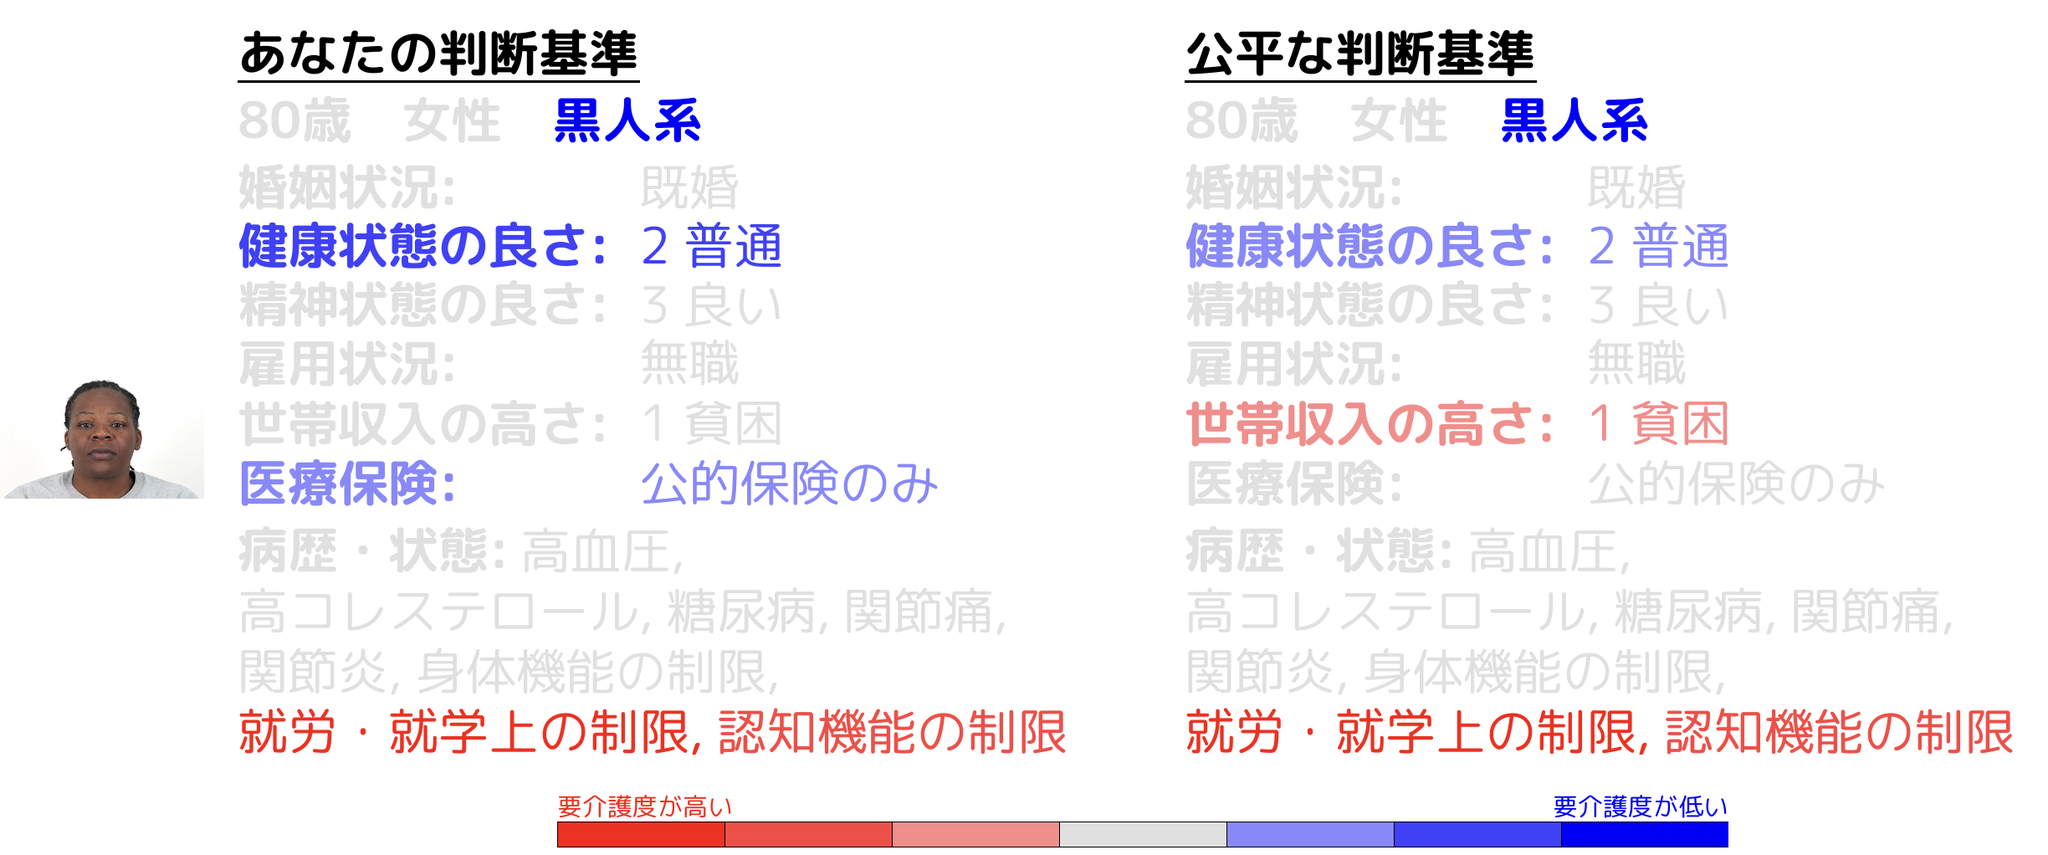 あなたの判断基準
80歳 女性 黒人系
婚姻状況: 既婚
健康状態の良さ: 2 普通
精神状態の良さ: 3 良い
雇用状況: 無職
世帯収入の高さ: 1 貧困
医療保険: 公的保険のみ
病歴・状態: 高血圧,
高コレステロール, 糖尿病, 関節痛,
関節炎, 身体機能の制限,
就労・就学上の制限, 認知機能の制限
公平な判断基準
80歳 女性 黒人系
婚姻状況: 既婚
健康状態の良さ: 2 普通
精神状態の良さ: 3 良い
雇用状況: 無職
世帯収入の高さ: 1 貧困
医療保険: 公的保険のみ
病歴・状態: 高血圧,
高コレステロール, 糖尿病, 関節痛,
関節炎, 身体機能の制限,
就労・就学上の制限, 認知機能の制限
要介護度が高い
要介護度が低い